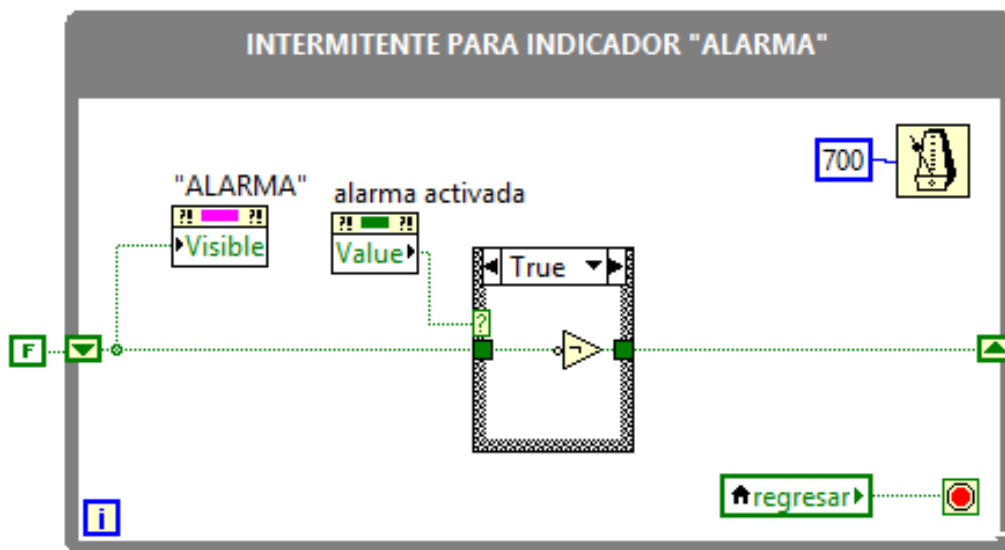 INTERMITENTE PARA INDICADOR "ALARMA"
700
"ALARMA"
alarma activada
?! ?!
?! ?!
Visible
Value
True
?
F
regresar
i